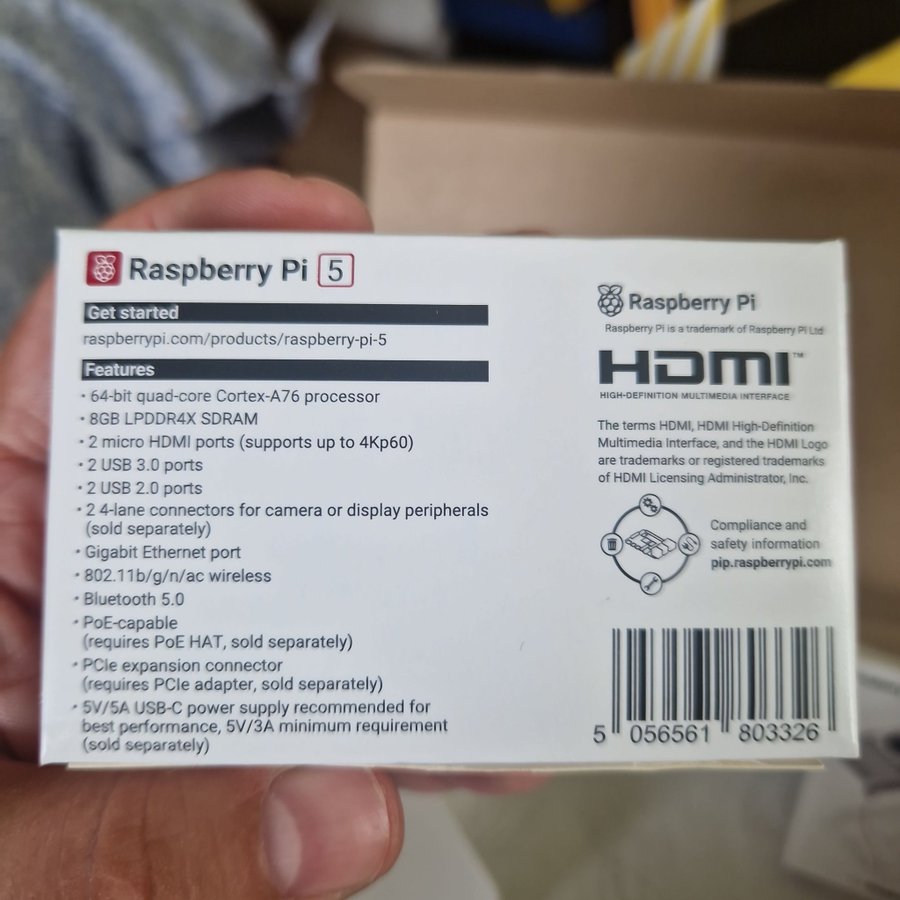 Raspberry Pi 5
Get started
raspberrypi.com/products/raspberry-pi-5
Features
· 64-bit quad-core Cortex-A76 processor
· 8GB LPDDR4X SDRAM
· 2 micro HDMI ports (supports up to 4Kp60)
· 2 USB 3.0 ports
· 2 USB 2.0 ports
· 2 4-lane connectors for camera or display peripherals
(sold separately)
· Gigabit Ethernet port
· 802.11b/g/n/ac wireless
· Bluetooth 5.0
· PoE-capable
(requires PoE HAT, sold separately)
· PCIe expansion connector
(requires PCIe adapter, sold separately)
· 5V/5A USB-C power supply recommended for
best performance, 5V/3A minimum requirement
(sold separately)
Raspberry Pi
Raspberry Pi is a trademark of Raspberry Pi Ltd
HDMI™
HIGH-DEFINITION MULTIMEDIA INTERFACE
The terms HDMI, HDMI High-Definition
Multimedia Interface, and the HDMI Logo
are trademarks or registered trademarks
of HDMI Licensing Administrator, Inc.
Compliance and
safety information
pip.raspberrypi.com
5 056561 803326